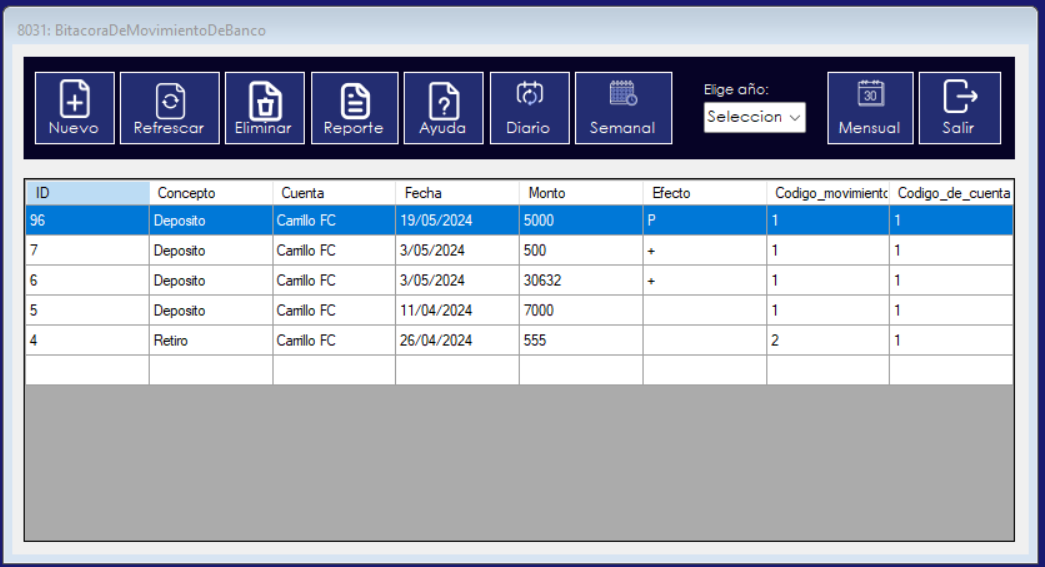 8031: BitacoraDeMovimientoDeBanco
Nuevo Refrescar Eliminar Reporte Ayuda Diario Semanal Elige año: Seleccion 30 Mensual Salir
ID Concepto Cuenta Fecha Monto Efecto Codigo_movimiento Codigo_de_cuenta
96 Deposito Carrillo FC 19/05/2024 5000 P 1 1
7 Deposito Carrillo FC 3/05/2024 500 + 1 1
6 Deposito Carrillo FC 3/05/2024 30632 + 1 1
5 Deposito Carrillo FC 11/04/2024 7000 1 1
4 Retiro Carrillo FC 26/04/2024 555 2 1